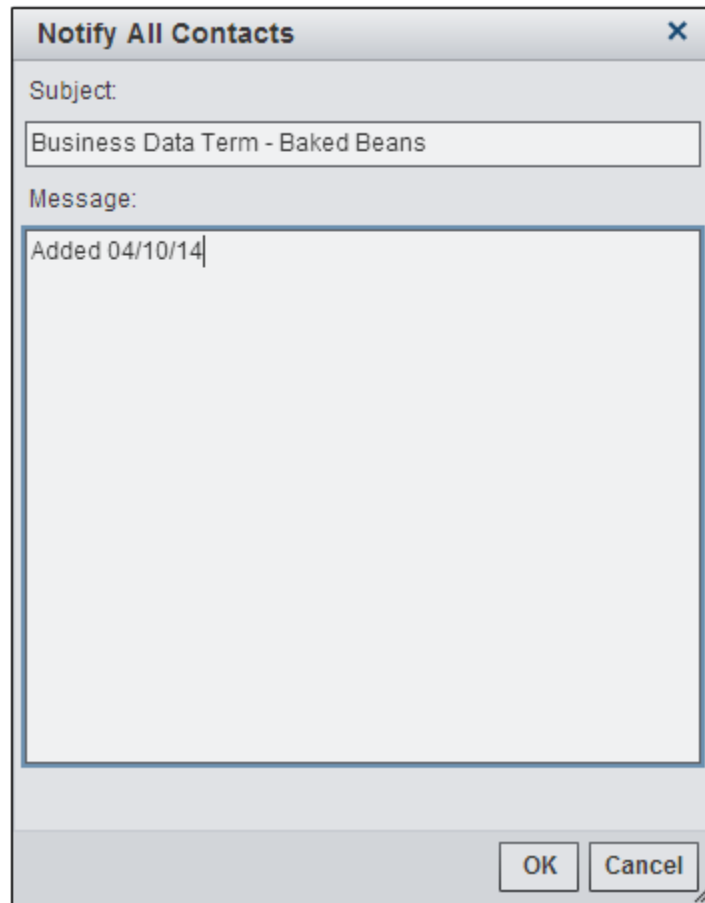 Notify All Contacts
Subject:
Business Data Term - Baked Beans
Message:
Added 04/10/14
OK Cancel